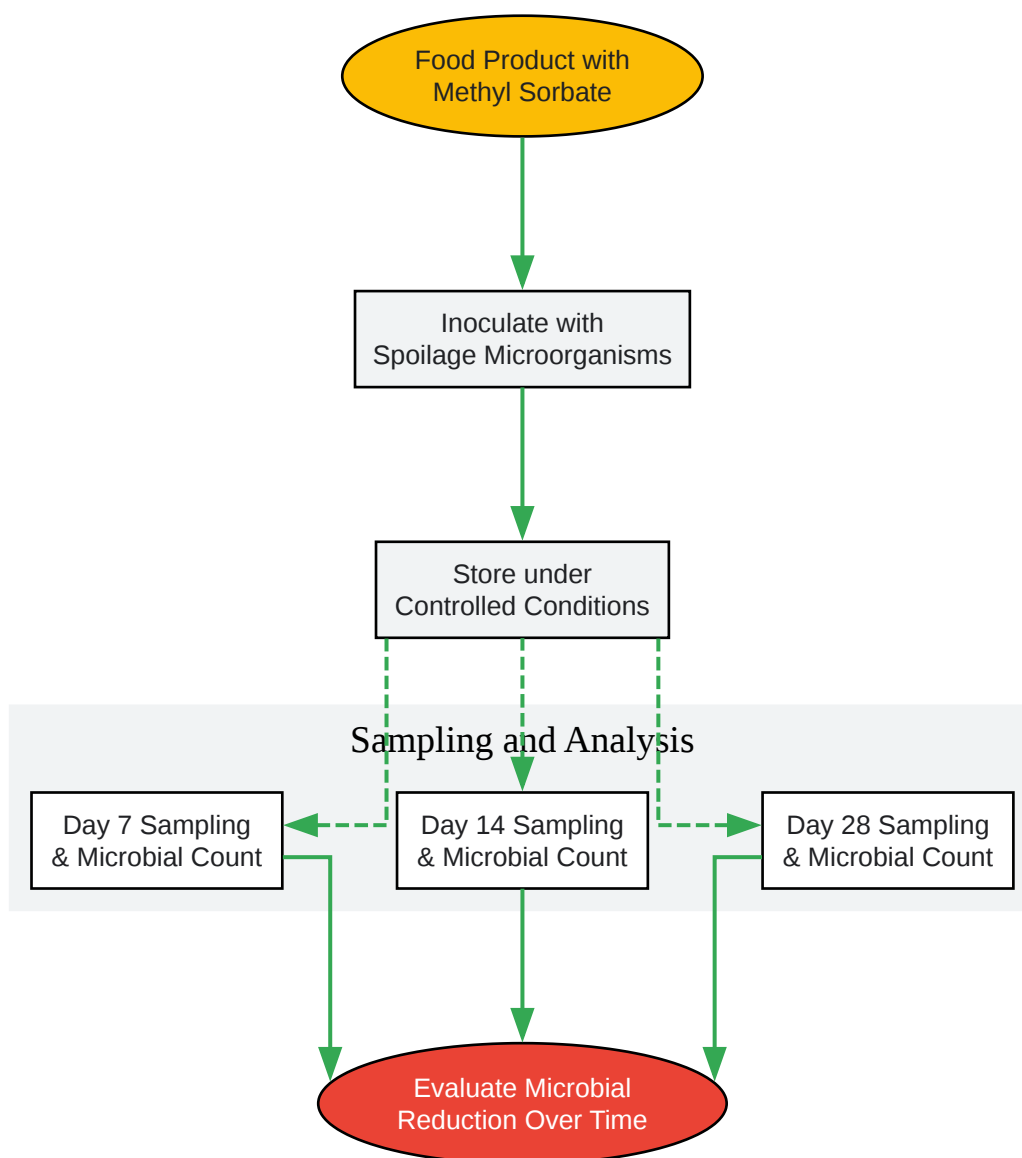 Food Product with
Methyl Sorbate
Inoculate with
Spoilage Microorganisms
Store under
Controlled Conditions
Sampling and Analysis
Day 7 Sampling
& Microbial Count
Day 14 Sampling
& Microbial Count
Day 28 Sampling
& Microbial Count
Evaluate Microbial
Reduction Over Time